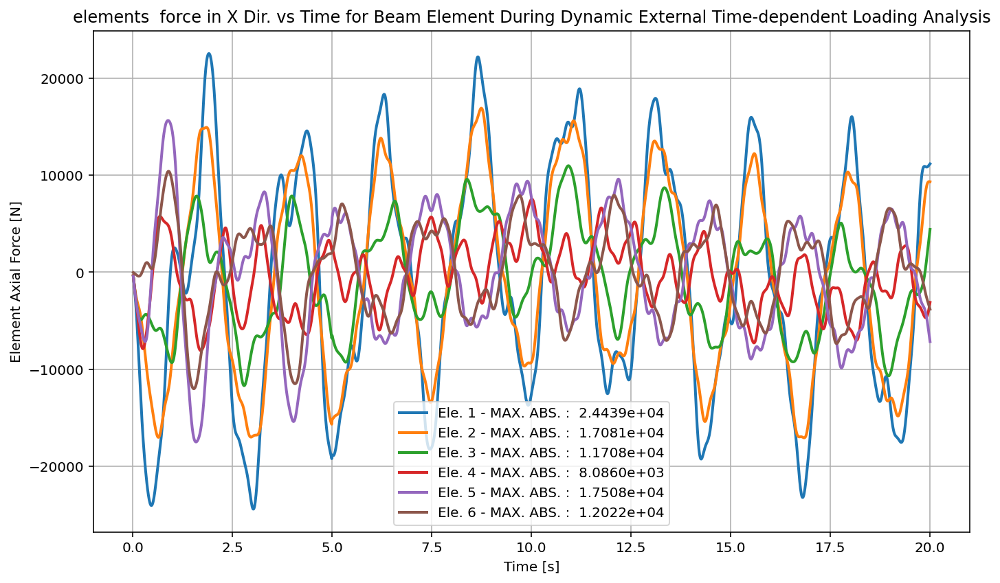 elements  force in X Dir. vs Time for Beam Element During Dynamic External Time-dependent Loading Analysis
Element Axial Force [N]
20000
10000
0
−10000
−20000
Ele. 1 - MAX. ABS. :  2.4439e+04
Ele. 2 - MAX. ABS. :  1.7081e+04
Ele. 3 - MAX. ABS. :  1.1708e+04
Ele. 4 - MAX. ABS. :  8.0860e+03
Ele. 5 - MAX. ABS. :  1.7508e+04
Ele. 6 - MAX. ABS. :  1.2022e+04
0.0 2.5 5.0 7.5 10.0 12.5 15.0 17.5 20.0
Time [s]